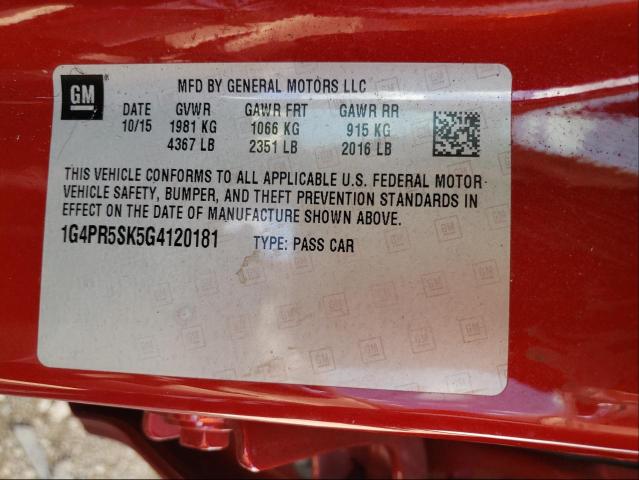 GM
MFD BY GENERAL MOTORS LLC
DATE GVWR GAWR FRT GAWR RR
10/15 1981 KG 1066 KG 915 KG
4367 LB 2351 LB 2016 LB
THIS VEHICLE CONFORMS TO ALL APPLICABLE U.S. FEDERAL MOTOR-
VEHICLE SAFETY, BUMPER, AND THEFT PREVENTION STANDARDS IN
EFFECT ON THE DATE OF MANUFACTURE SHOWN ABOVE.
1G4PR5SK5G4120181 TYPE: PASS CAR